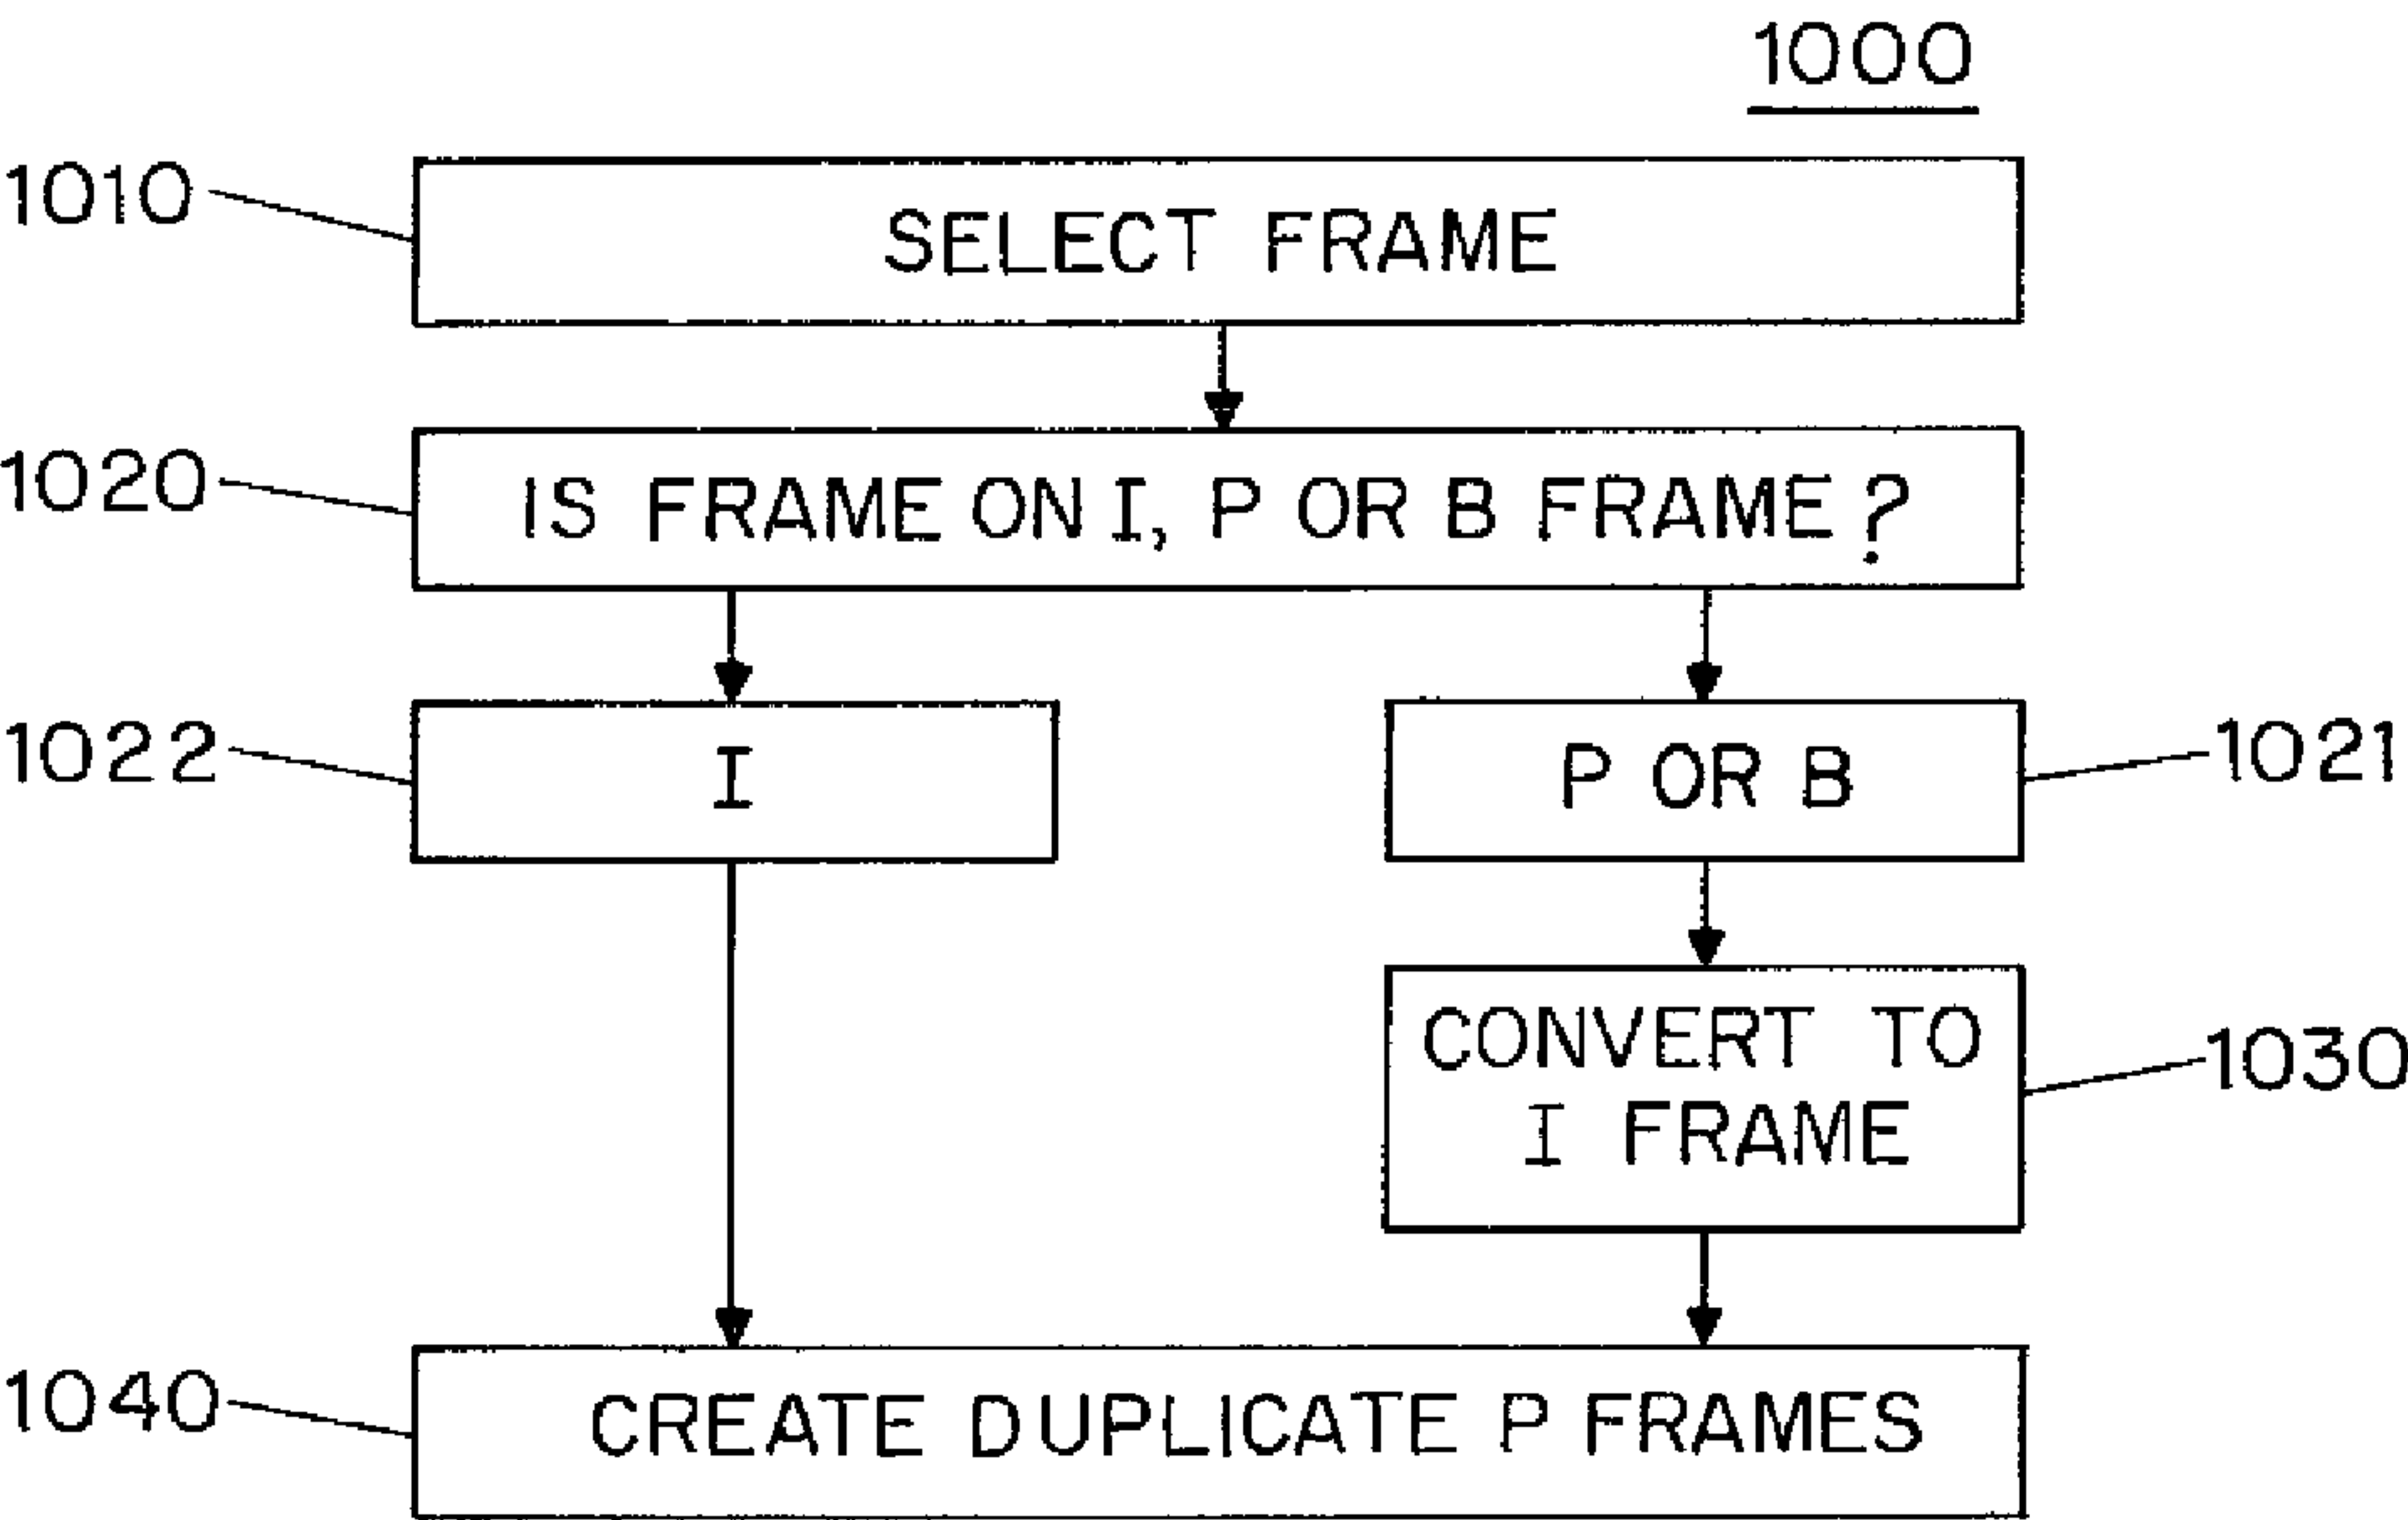 1000
1010
SELECT FRAME
1020
IS FRAME ON I, P OR B FRAME?
1022
I
P OR B
1021
CONVERT TO
I FRAME
1030
1040
CREATE DUPLICATE P FRAMES